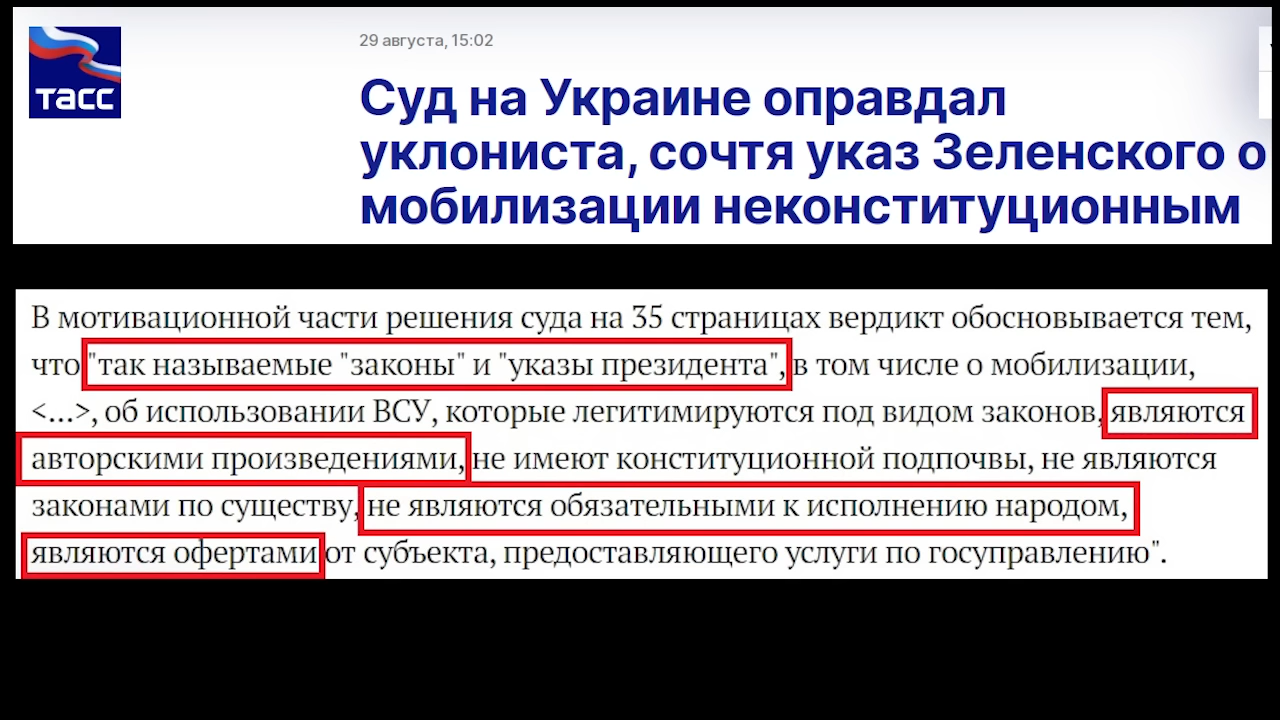 тасс
29 августа, 15:02
Суд на Украине оправдал
уклониста, сочтя указ Зеленского о
мобилизации неконституционным
В мотивационной части решения суда на 35 страницах вердикт обосновывается тем,
что "так называемые "законы" и "указы президента", в том числе о мобилизации,
<...>, об использовании ВСУ, которые легитимируются под видом законов, являются
авторскими произведениями, не имеют конституционной подпочвы, не являются
законами по существу, не являются обязательными к исполнению народом,
являются офертами от субъекта, предоставляющего услуги по госуправлению".